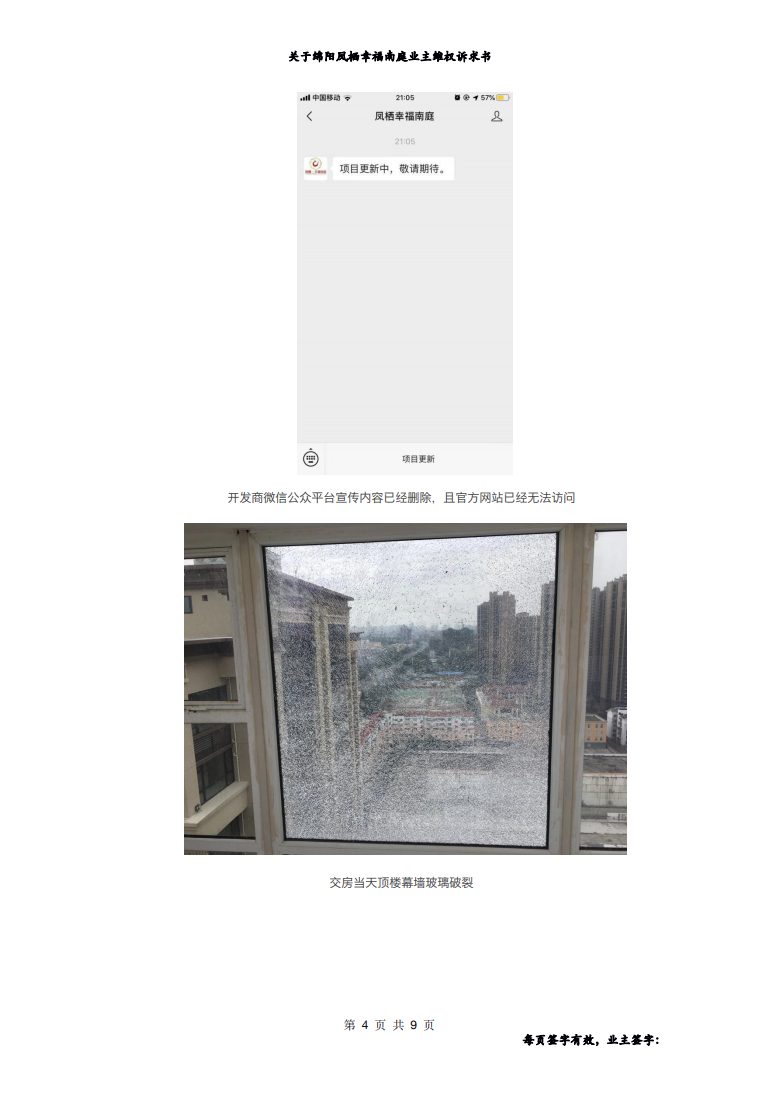 关于绵阳凤栖幸福南庭业主维权诉求书
中国移动 21:05 57%
凤栖幸福南庭
21:05
项目更新中，敬请期待。
项目更新
开发商微信公众平台宣传内容已经删除，且官方网站已经无法访问
交房当天顶楼幕墙玻璃破裂
第 4 页 共 9 页
每页签字有效，业主签字：